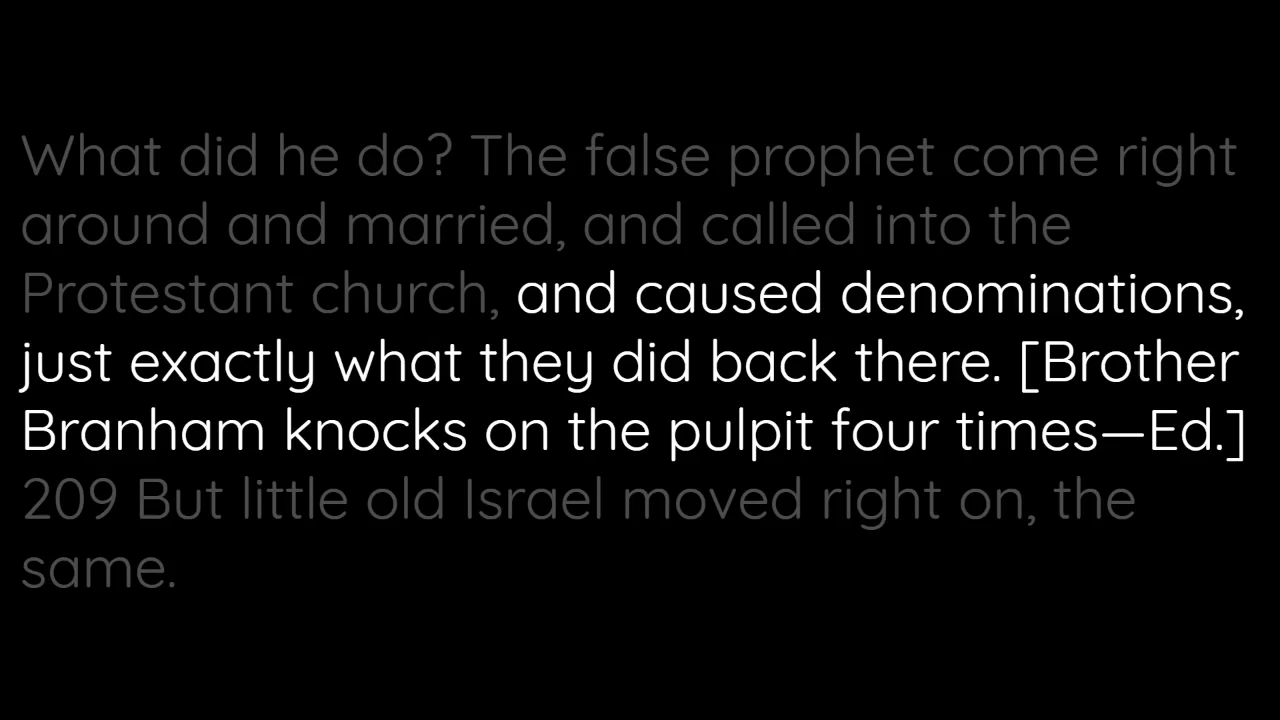 What did he do? The false prophet come right
around and married, and called into the
Protestant church, and caused denominations,
just exactly what they did back there. [Brother
Branham knocks on the pulpit four times—Ed.]
209 But little old Israel moved right on, the
same.